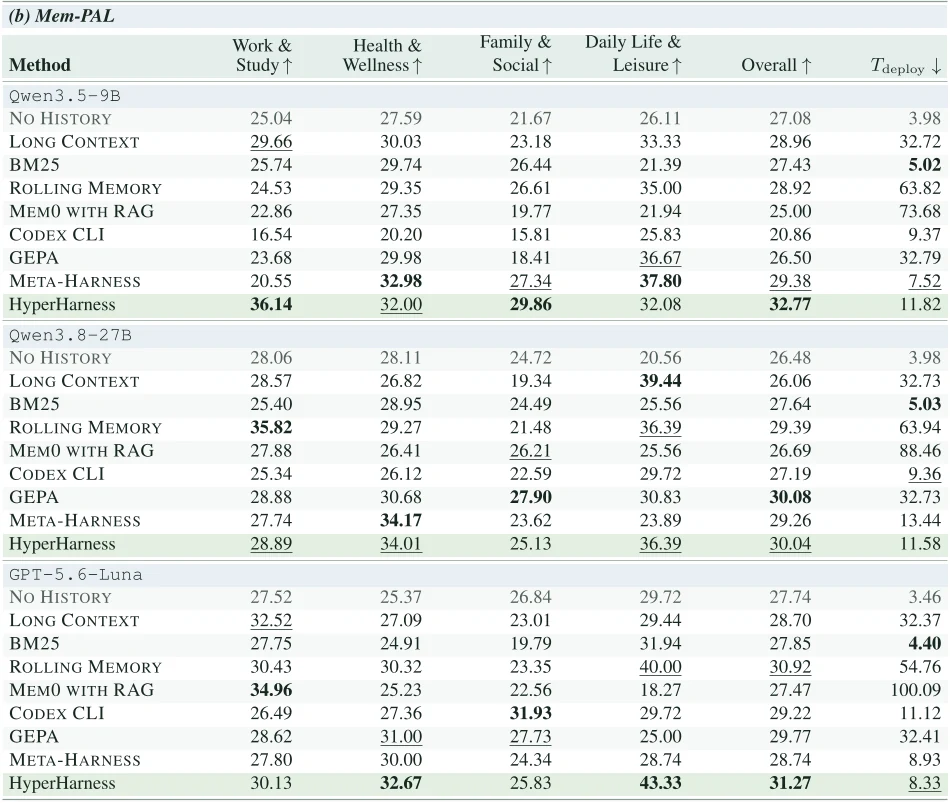 (b) Mem-PAL
Method Work & Study ↑ Health & Wellness ↑ Family & Social ↑ Daily Life & Leisure ↑ Overall ↑ T_deploy ↓
Qwen3.5-9B
NO HISTORY 25.04 27.59 21.67 26.11 27.08 3.98
LONG CONTEXT 29.66 30.03 23.18 33.33 28.96 32.72
BM25 25.74 29.74 26.44 21.39 27.43 5.02
ROLLING MEMORY 24.53 29.35 26.61 35.00 28.92 63.82
MEM0 WITH RAG 22.86 27.35 19.77 21.94 25.00 73.68
CODEX CLI 16.54 20.20 15.81 25.83 20.86 9.37
GEPA 23.68 29.98 18.41 36.67 26.50 32.79
META-HARNESS 20.55 32.98 27.34 37.80 29.38 7.52
HyperHarness 36.14 32.00 29.86 32.08 32.77 11.82
Qwen3.8-27B
NO HISTORY 28.06 28.11 24.72 20.56 26.48 3.98
LONG CONTEXT 28.57 26.82 19.34 39.44 26.06 32.73
BM25 25.40 28.95 24.49 25.56 27.64 5.03
ROLLING MEMORY 35.82 29.27 21.48 36.39 29.39 63.94
MEM0 WITH RAG 27.88 26.41 26.21 25.56 26.69 88.46
CODEX CLI 25.34 26.12 22.59 29.72 27.19 9.36
GEPA 28.88 30.68 27.90 30.83 30.08 32.73
META-HARNESS 27.74 34.17 23.62 23.89 29.26 13.44
HyperHarness 28.89 34.01 25.13 36.39 30.04 11.58
GPT-5.6-Luna
NO HISTORY 27.52 25.37 26.84 29.72 27.74 3.46
LONG CONTEXT 32.52 27.09 23.01 29.44 28.70 32.37
BM25 27.75 24.91 19.79 31.94 27.85 4.40
ROLLING MEMORY 30.43 30.32 23.35 40.00 30.92 54.76
MEM0 WITH RAG 34.96 25.23 22.56 18.27 27.47 100.09
CODEX CLI 26.49 27.36 31.93 29.72 29.22 11.12
GEPA 28.62 31.00 27.73 25.00 29.77 32.41
META-HARNESS 27.80 30.00 24.34 28.74 28.74 8.93
HyperHarness 30.13 32.67 25.83 43.33 31.27 8.33